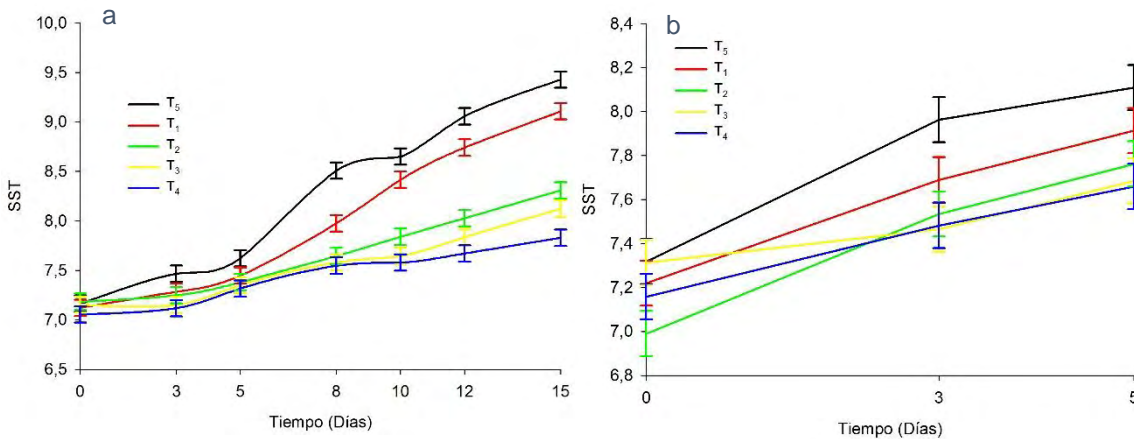 a
10,0
9,5
9,0
8,5
8,0
7,5
7,0
6,5
SST
T5
T1
T2
T3
T4
0 3 5 8 10 12 15
Tiempo (Días)
b
8,4
8,2
8,0
7,8
7,6
7,4
7,2
7,0
6,8
SST
T5
T1
T2
T3
T4
0 3 5
Tiempo (Días)